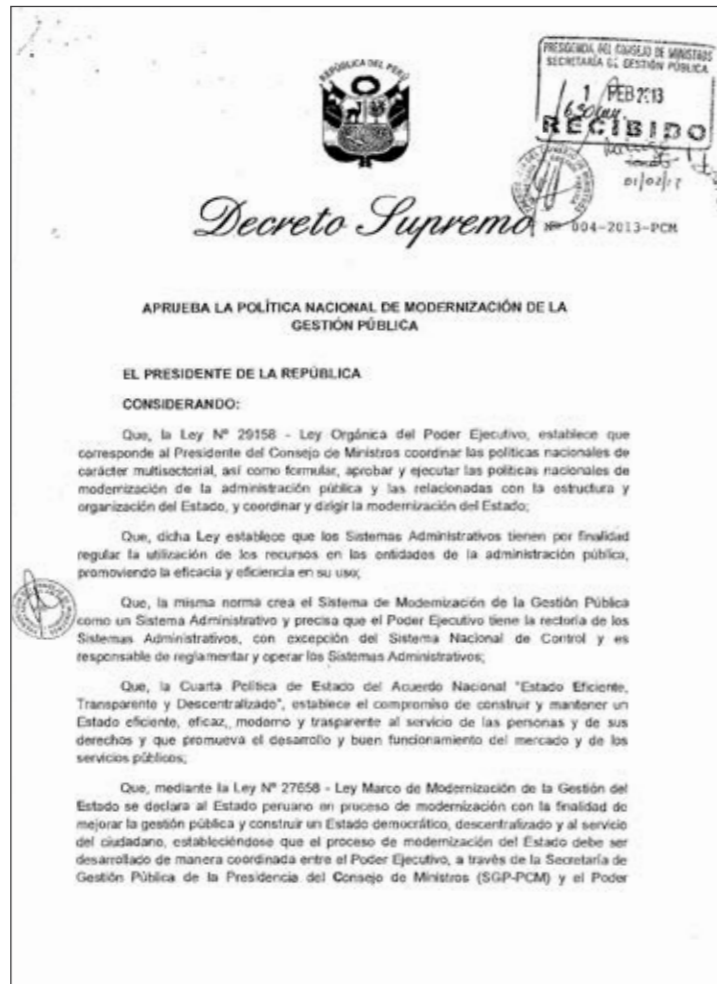 PRESIDENCIA DEL CONSEJO DE MINISTROS
SECRETARÍA DE GESTIÓN PÚBLICA
1 FEB 2013
RECIBIDO
01/02/13
REPÚBLICA DEL PERÚ
Decreto Supremo
Nº 004-2013-PCM
APRUEBA LA POLÍTICA NACIONAL DE MODERNIZACIÓN DE LA
GESTIÓN PÚBLICA
EL PRESIDENTE DE LA REPÚBLICA
CONSIDERANDO:
Que, la Ley Nº 29158 - Ley Orgánica del Poder Ejecutivo, establece que
corresponde al Presidente del Consejo de Ministros coordinar las políticas nacionales de
carácter multisectorial, así como formular, aprobar y ejecutar las políticas nacionales de
modernización de la administración pública y las relacionadas con la estructura y
organización del Estado, y coordinar y dirigir la modernización del Estado;
Que, dicha Ley establece que los Sistemas Administrativos tienen por finalidad
regular la utilización de los recursos en las entidades de la administración pública,
promoviendo la eficacia y eficiencia en su uso;
Que, la misma norma crea el Sistema de Modernización de la Gestión Pública
como un Sistema Administrativo y precisa que el Poder Ejecutivo tiene la rectoría de los
Sistemas Administrativos, con excepción del Sistema Nacional de Control y es
responsable de reglamentar y operar los Sistemas Administrativos;
Que, la Cuarta Política de Estado del Acuerdo Nacional "Estado Eficiente,
Transparente y Descentralizado", establece el compromiso de construir y mantener un
Estado eficiente, eficaz, moderno y trasparente al servicio de las personas y de sus
derechos y que promueva el desarrollo y buen funcionamiento del mercado y de los
servicios públicos;
Que, mediante la Ley Nº 27658 - Ley Marco de Modernización de la Gestión del
Estado se declara al Estado peruano en proceso de modernización con la finalidad de
mejorar la gestión pública y construir un Estado democrático, descentralizado y al servicio
del ciudadano, estableciéndose que el proceso de modernización del Estado debe ser
desarrollado de manera coordinada entre el Poder Ejecutivo, a través de la Secretaría de
Gestión Pública de la Presidencia del Consejo de Ministros (SGP-PCM) y el Poder